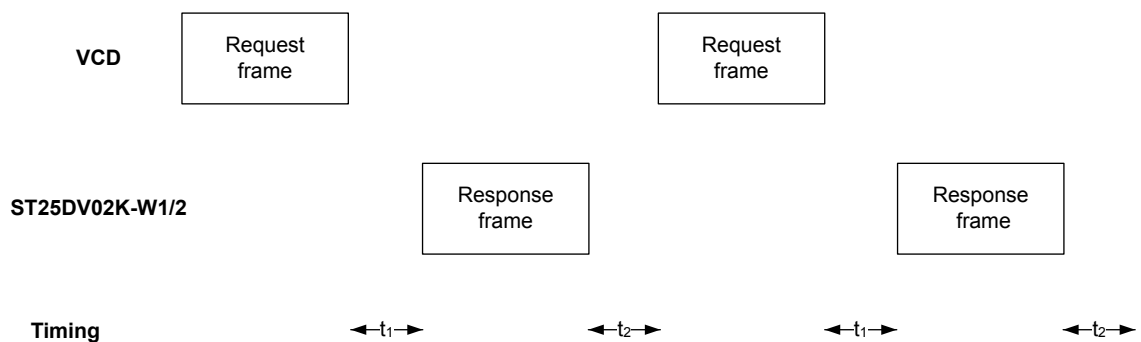 VCD
Request
frame
Request
frame
ST25DV02K-W1/2
Response
frame
Response
frame
Timing
t1
t2
t1
t2